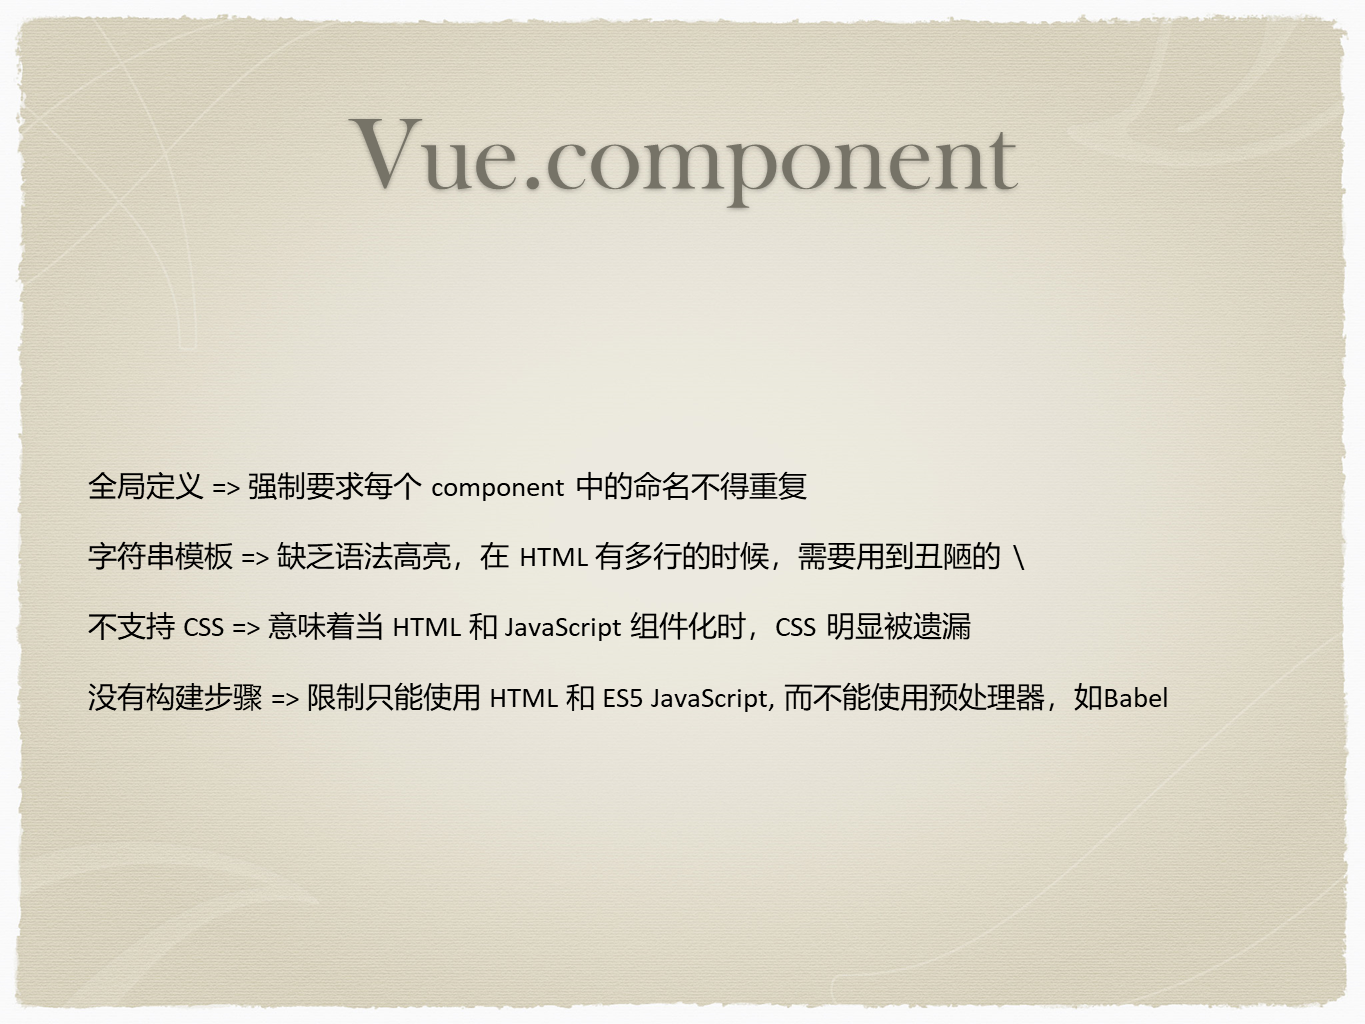 Vue.component
全局定义 => 强制要求每个 component 中的命名不得重复
字符串模板 => 缺乏语法高亮，在 HTML 有多行的时候，需要用到丑陋的 \
不支持 CSS => 意味着当 HTML 和 JavaScript 组件化时，CSS 明显被遗漏
没有构建步骤 => 限制只能使用 HTML 和 ES5 JavaScript, 而不能使用预处理器，如Babel